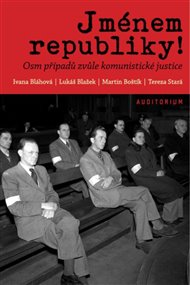 Jménem
republiky!
Osm případů zvůle komunistické justice
Ivana Bláhová | Lukáš Blažek | Martin Boštík | Tereza Stará
AUDITORIUM